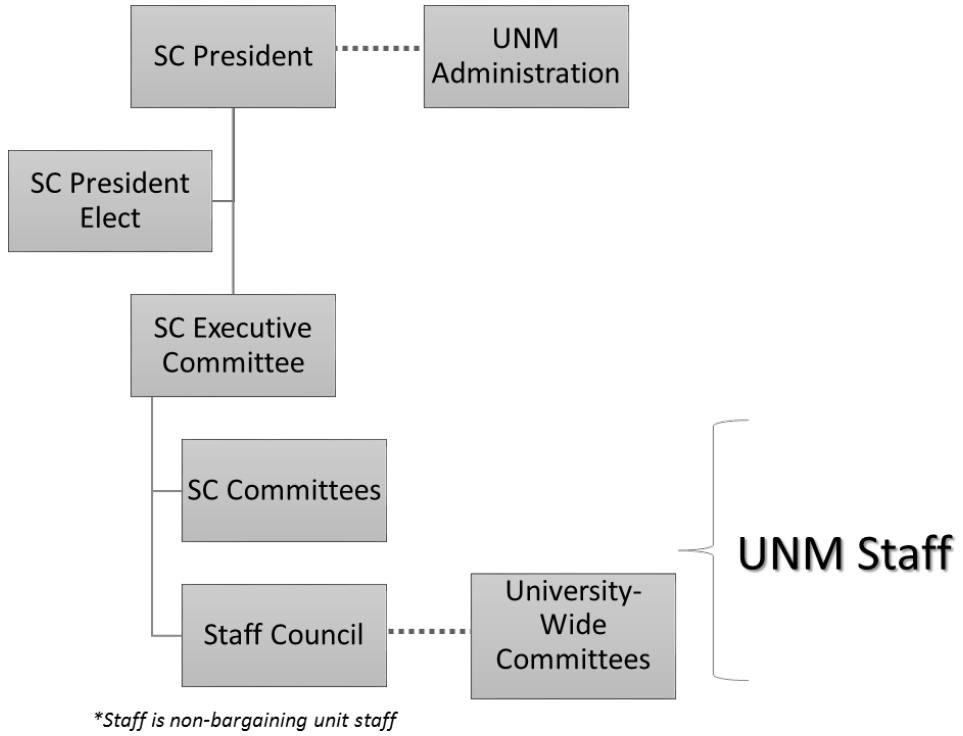 SC President
UNM
Administration
SC President
Elect
SC Executive
Committee
SC Committees
UNM Staff
Staff Council
University-
Wide
Committees
*Staff is non-bargaining unit staff